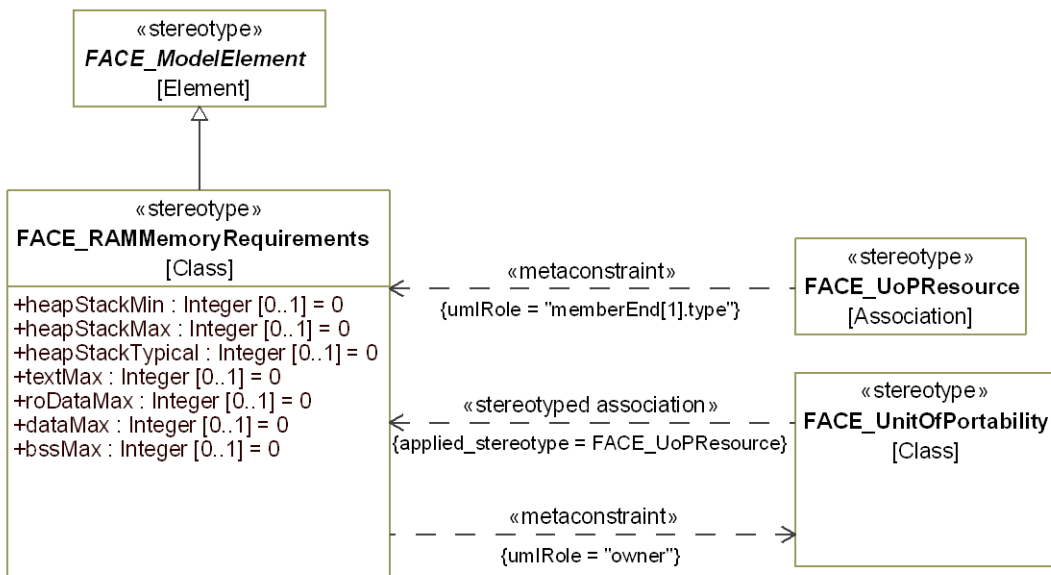 «stereotype»
FACE_ModelElement
[Element]
«stereotype»
FACE_RAMMemoryRequirements
[Class]
+heapStackMin : Integer [0..1] = 0
+heapStackMax : Integer [0..1] = 0
+heapStackTypical : Integer [0..1] = 0
+textMax : Integer [0..1] = 0
+roDataMax : Integer [0..1] = 0
+dataMax : Integer [0..1] = 0
+bssMax : Integer [0..1] = 0
«metaconstraint»
{umlRole = "memberEnd[1].type"}
«stereotype»
FACE_UoPResource
[Association]
«stereotyped association»
{applied_stereotype = FACE_UoPResource}
«stereotype»
FACE_UnitOfPortability
[Class]
«metaconstraint»
{umlRole = "owner"}